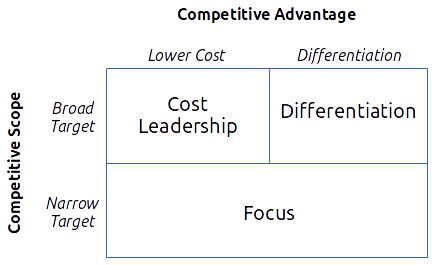 Competitive Advantage
Lower Cost
Differentiation
Competitive Scope
Broad
Target
Cost
Leadership
Differentiation
Narrow
Target
Focus